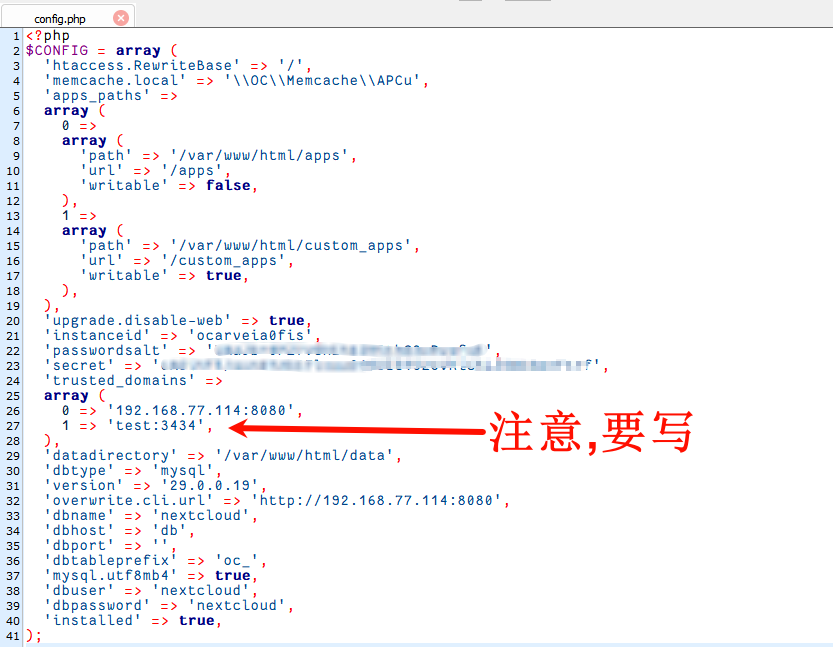 config.php
1 <?php
2 $CONFIG = array (
3 'htaccess.RewriteBase' => '/',
4 'memcache.local' => '\\OC\\Memcache\\APCu',
5 'apps_paths' =>
6 array (
7 0 =>
8 array (
9 'path' => '/var/www/html/apps',
10 'url' => '/apps',
11 'writable' => false,
12 ),
13 1 =>
14 array (
15 'path' => '/var/www/html/custom_apps',
16 'url' => '/custom_apps',
17 'writable' => true,
18 ),
19 ),
20 'upgrade.disable-web' => true,
21 'instanceid' => 'ocarveia0fis',
22 'passwordsalt' => '',
23 'secret' => '',
24 'trusted_domains' =>
25 array (
26 0 => '192.168.77.114:8080',
27 1 => 'test:3434', 注意,要写
28 ),
29 'datadirectory' => '/var/www/html/data',
30 'dbtype' => 'mysql',
31 'version' => '29.0.0.19',
32 'overwrite.cli.url' => 'http://192.168.77.114:8080',
33 'dbname' => 'nextcloud',
34 'dbhost' => 'db',
35 'dbport' => '',
36 'dbtableprefix' => 'oc_',
37 'mysql.utf8mb4' => true,
38 'dbuser' => 'nextcloud',
39 'dbpassword' => 'nextcloud',
40 'installed' => true,
41 );